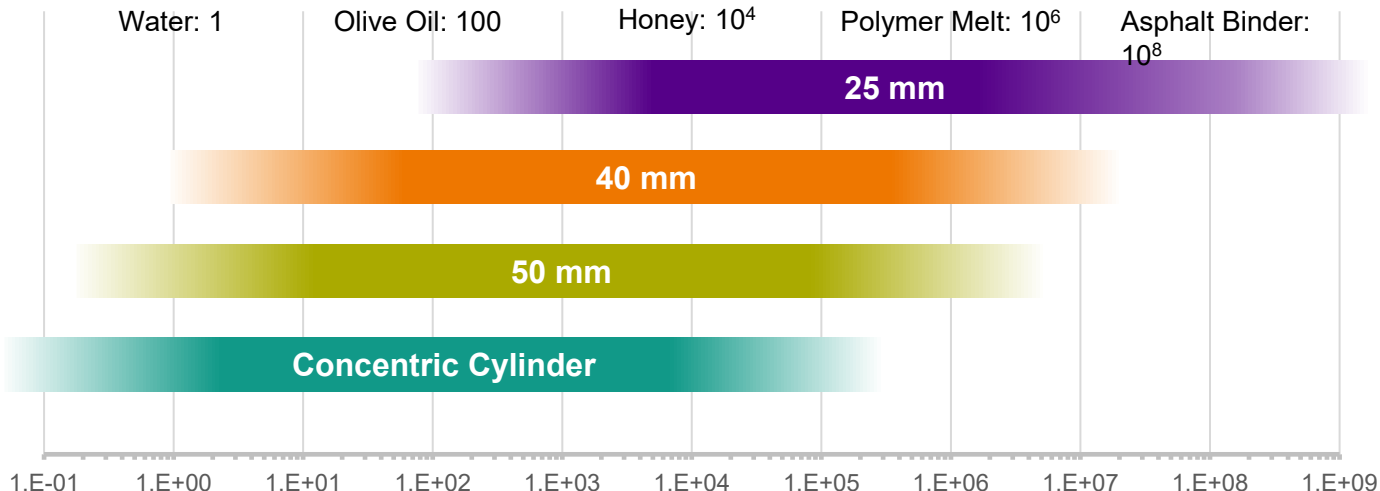 Water: 1 Olive Oil: 100 Honey: 10⁴ Polymer Melt: 10⁶ Asphalt Binder:
10⁸
25 mm
40 mm
50 mm
Concentric Cylinder
1.E-01 1.E+00 1.E+01 1.E+02 1.E+03 1.E+04 1.E+05 1.E+06 1.E+07 1.E+08 1.E+09